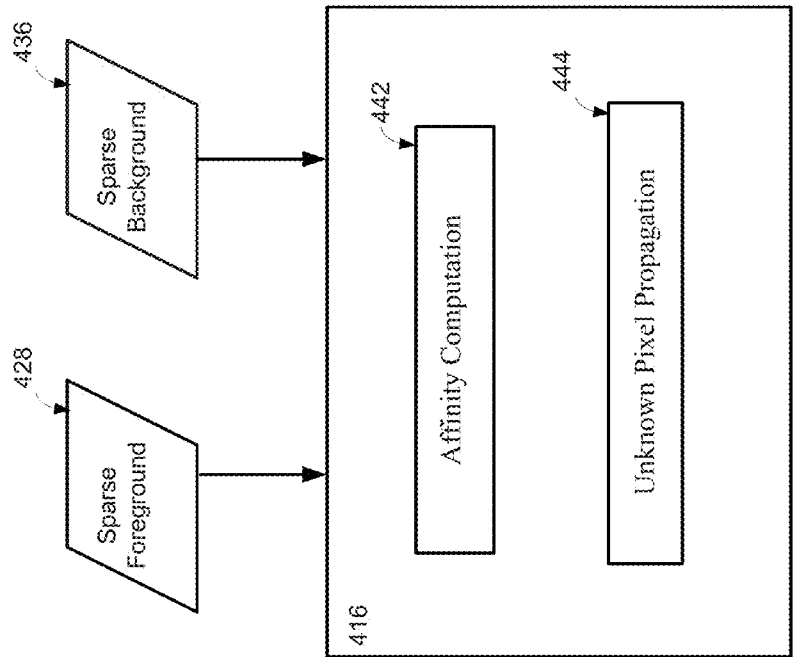 428
Sparse
Foreground
436
Sparse
Background
416
442
Affinity Computation
444
Unknown Pixel Propagation